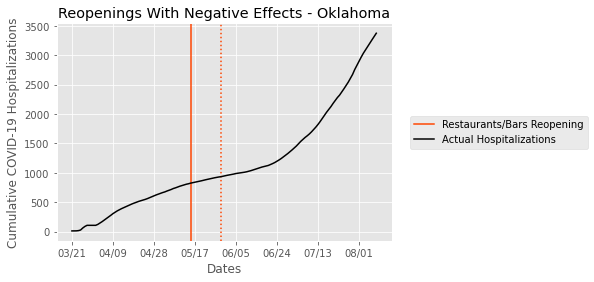 Reopenings With Negative Effects - Oklahoma
Cumulative COVID-19 Hospitalizations
3500
3000
2500
2000
1500
1000
500
0
03/21 04/09 04/28 05/17 06/05 06/24 07/13 08/01
Dates
Restaurants/Bars Reopening
Actual Hospitalizations